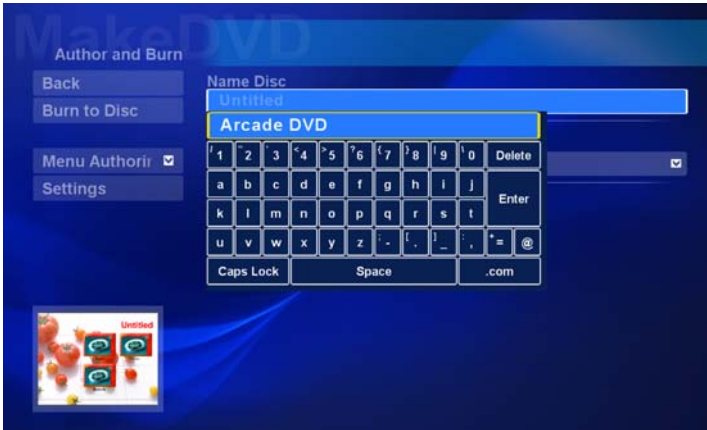 MakeDVD
Author and Burn
Back
Burn to Disc
Menu Authorin
Settings
Name Disc
Untitled
Arcade DVD
! 1 " 2 ' 3 < 4 > 5 ? 6 { 7 } 8 | 9 \ 0 Delete
a b c d e f g h i j
Enter
k l m n o p q r s t
u v w x y z ; - [ . ] _ : , + = @
Caps Lock Space .com
Untitled